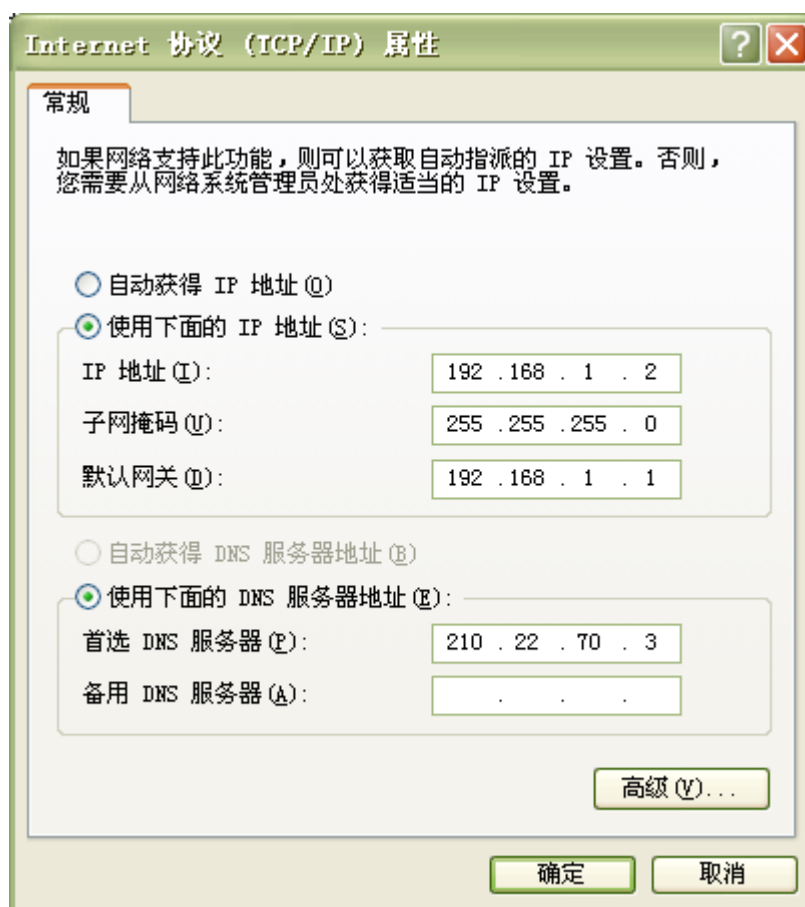 Internet 协议 (TCP/IP) 属性
常规
如果网络支持此功能，则可以获取自动指派的 IP 设置。否则，
您需要从网络系统管理员处获得适当的 IP 设置。
自动获得 IP 地址(O)
使用下面的 IP 地址(S):
IP 地址(I): 192 .168 . 1 . 2
子网掩码(U): 255 .255 .255 . 0
默认网关(D): 192 .168 . 1 . 1
自动获得 DNS 服务器地址(B)
使用下面的 DNS 服务器地址(E):
首选 DNS 服务器(P): 210 . 22 . 70 . 3
备用 DNS 服务器(A): . . .
高级(V)...
确定 取消